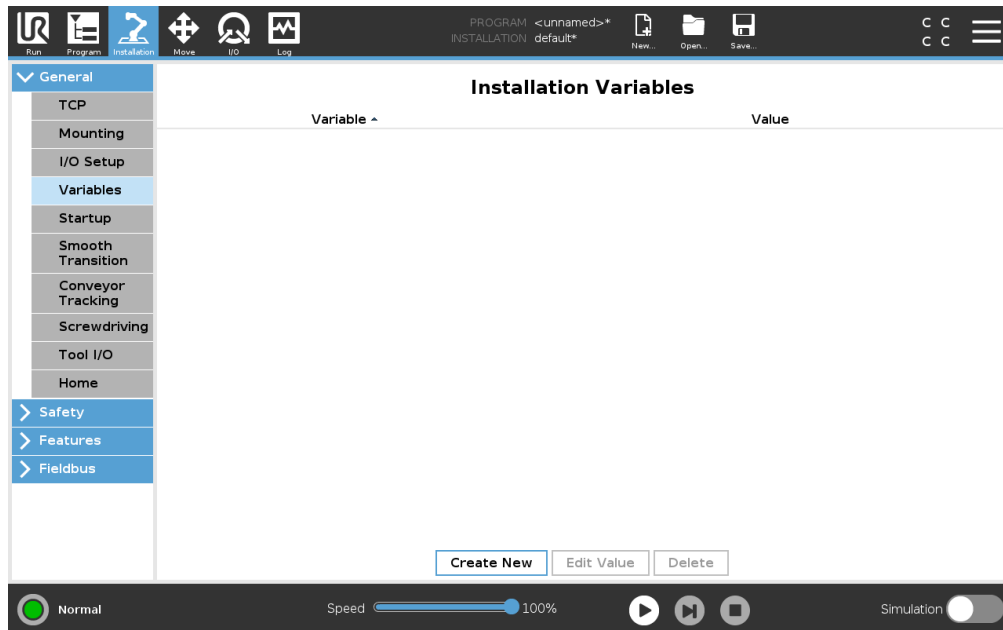 UR
Run
Program
Installation
Move
I/O
Log
PROGRAM <unnamed>*
INSTALLATION default*
New...
Open...
Save...
C C
C C
General
TCP
Mounting
I/O Setup
Variables
Startup
Smooth
Transition
Conveyor
Tracking
Screwdriving
Tool I/O
Home
Safety
Features
Fieldbus
Installation Variables
Variable Value
Create New Edit Value Delete
Normal
Speed 100%
Simulation